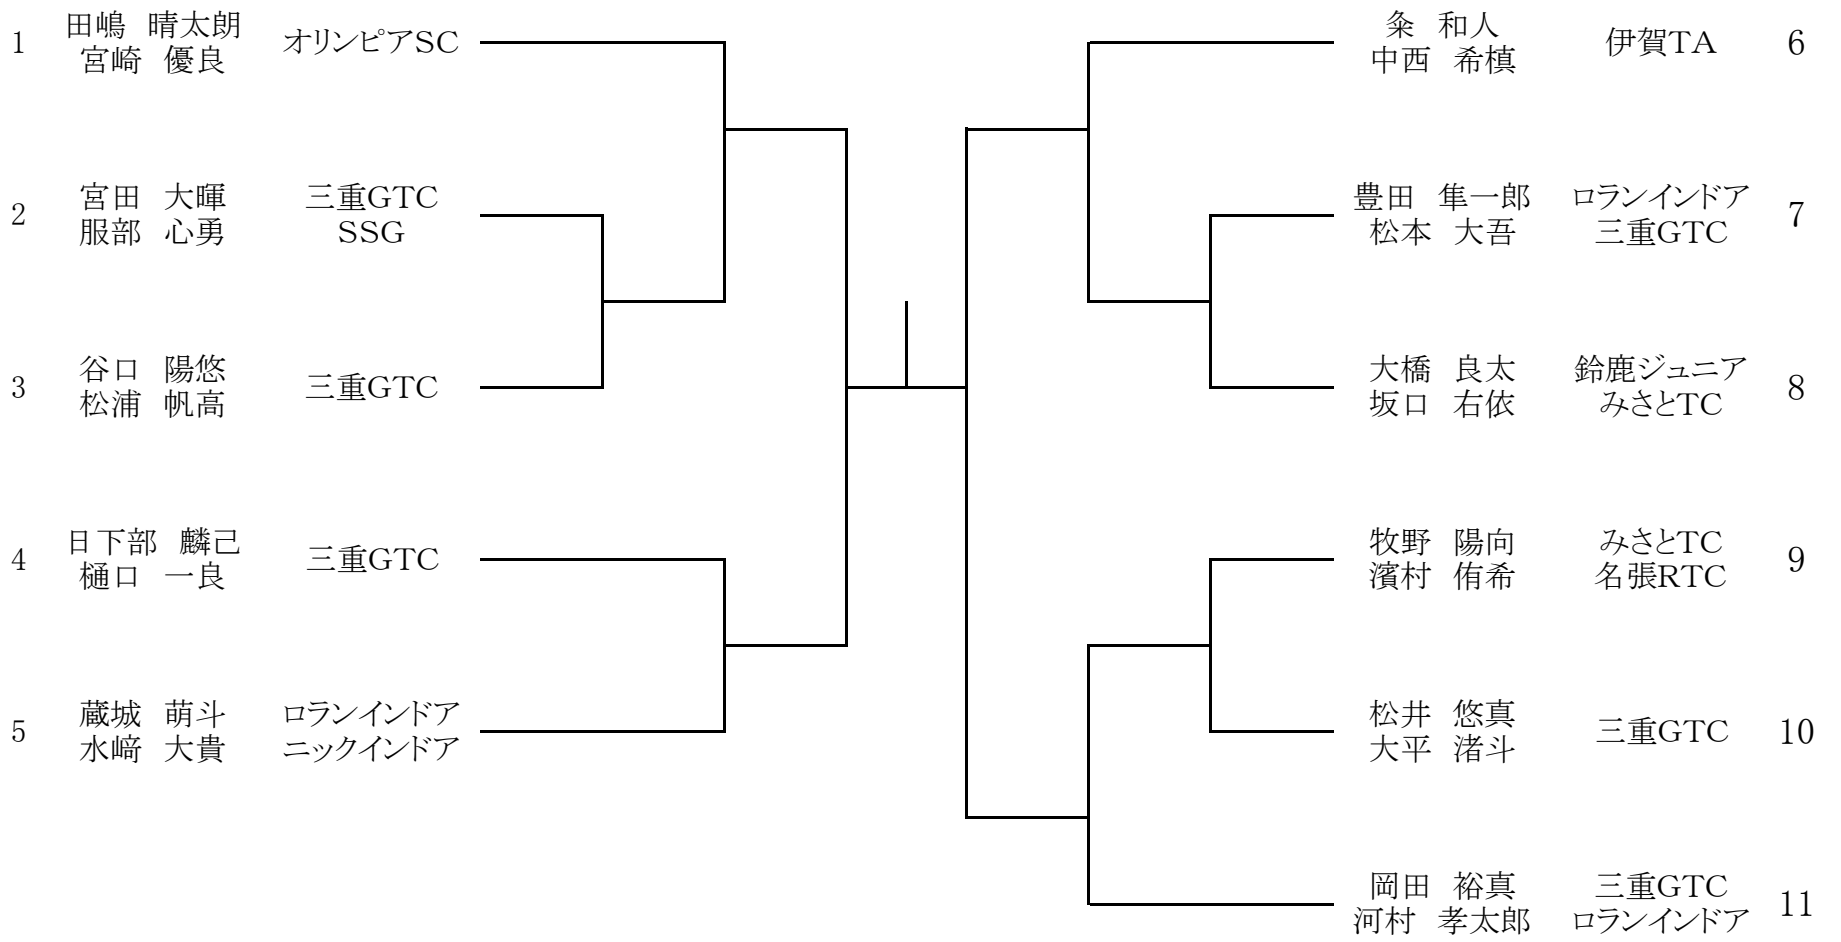 1 田嶋 晴太朗 オリンピアSC
宮崎 優良
2 宮田 大暉 三重GTC
服部 心勇 SSG
3 谷口 陽悠 三重GTC
松浦 帆高
4 日下部 麟己 三重GTC
樋口 一良
5 蔵城 萌斗 ロランインドア
水﨑 大貴 ニックインドア
粂 和人 伊賀TA 6
中西 希槙
豊田 隼一郎 ロランインドア 7
松本 大吾 三重GTC
大橋 良太 鈴鹿ジュニア 8
坂口 右依 みさとTC
牧野 陽向 みさとTC 9
濱村 侑希 名張RTC
松井 悠真 三重GTC 10
大平 渚斗
岡田 裕真 三重GTC 11
河村 孝太郎 ロランインドア